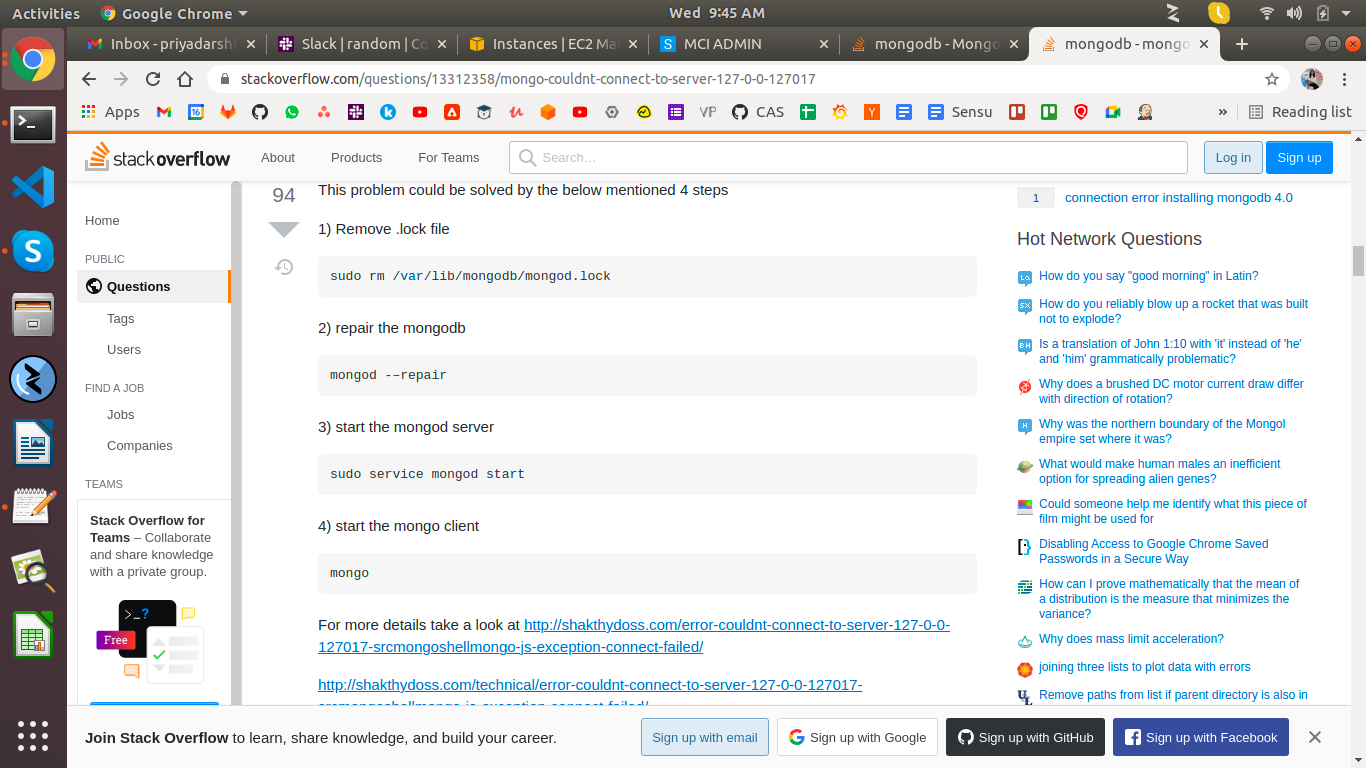 Activities
Google Chrome
Wed 9:45 AM
Inbox - priyadarshi
Slack | random | Co
Instances | EC2 Ma
MCI ADMIN
mongodb - Mongo
mongodb - mongo
stackoverflow.com/questions/13312358/mongo-couldnt-connect-to-server-127-0-0-127017
Apps
VP
CAS
Sensu
»
Reading list
stackoverflow
About
Products
For Teams
Search…
Log in
Sign up
Home
PUBLIC
Questions
Tags
Users
FIND A JOB
Jobs
Companies
TEAMS
Stack Overflow for
Teams – Collaborate
and share knowledge
with a private group.
>_?
Free
94
This problem could be solved by the below mentioned 4 steps
1) Remove .lock file
sudo rm /var/lib/mongodb/mongod.lock
2) repair the mongodb
mongod -–repair
3) start the mongod server
sudo service mongod start
4) start the mongo client
mongo
For more details take a look at http://shakthydoss.com/error-couldnt-connect-to-server-127-0-0-
127017-srcmongoshellmongo-js-exception-connect-failed/
http://shakthydoss.com/technical/error-couldnt-connect-to-server-127-0-0-127017-
srcmongoshellmongo-js-exception-connect-failed/
1 connection error installing mongodb 4.0
Hot Network Questions
How do you say "good morning" in Latin?
How do you reliably blow up a rocket that was built
not to explode?
Is a translation of John 1:10 with 'it' instead of 'he'
and 'him' grammatically problematic?
Why does a brushed DC motor current draw differ
with direction of rotation?
Why was the northern boundary of the Mongol
empire set where it was?
What would make human males an inefficient
option for spreading alien genes?
Could someone help me identify what this piece of
film might be used for
Disabling Access to Google Chrome Saved
Passwords in a Secure Way
How can I prove mathematically that the mean of
a distribution is the measure that minimizes the
variance?
Why does mass limit acceleration?
joining three lists to plot data with errors
Remove paths from list if parent directory is also in
Join Stack Overflow to learn, share knowledge, and build your career.
Sign up with email
Sign up with Google
Sign up with GitHub
Sign up with Facebook